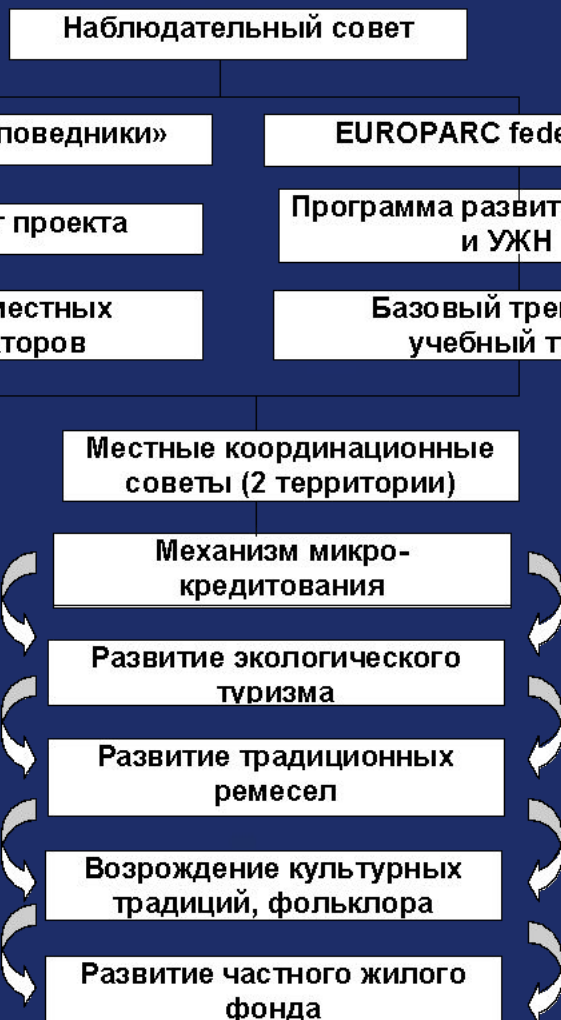 Наблюдательный совет
поведники»
EUROPARC fede
т проекта
Программа развит
и УЖН
местных
торов
Базовый трен
учебный т
Местные координационные
советы (2 территории)
Механизм микро-
кредитования
Развитие экологического
туризма
Развитие традиционных
ремесел
Возрождение культурных
традиций, фольклора
Развитие частного жилого
фонда